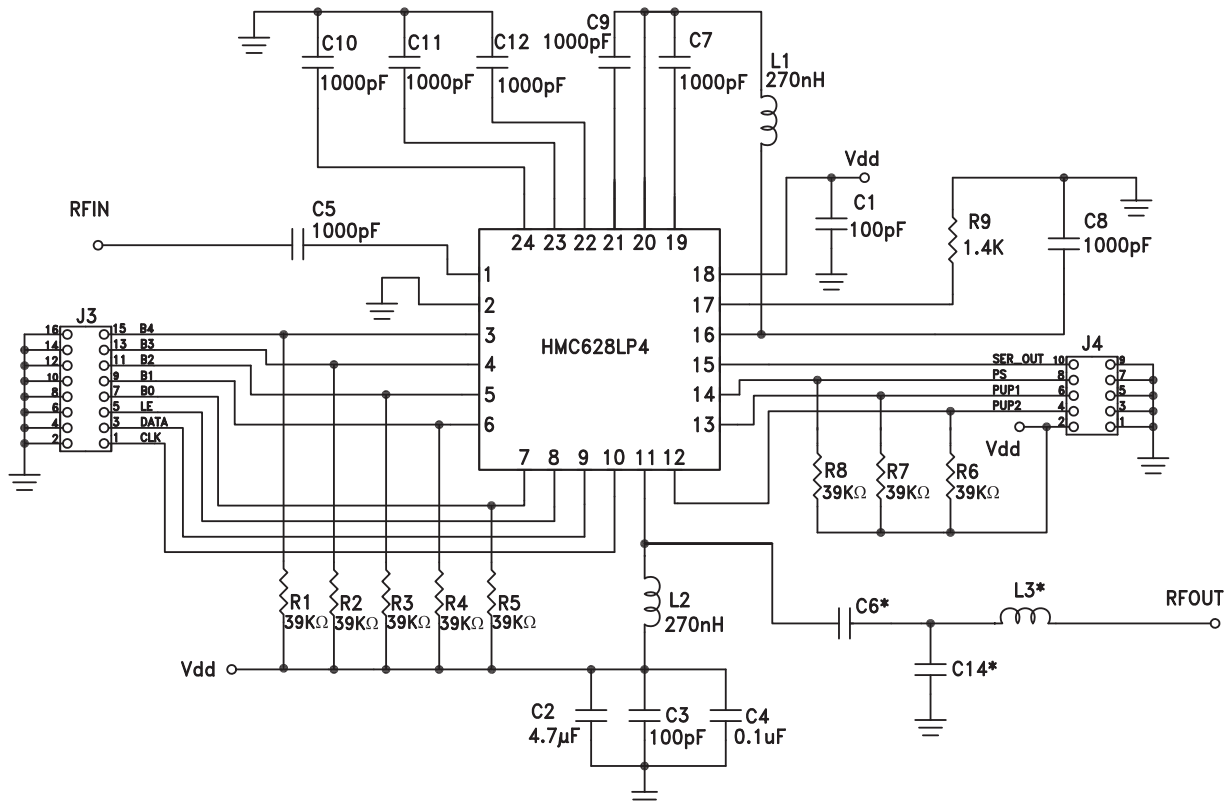 C10
1000pF
C11
1000pF
C12
1000pF
C9
1000pF
C7
1000pF
L1
270nH
Vdd
C1
100pF
R9
1.4K
C8
1000pF
RFIN
C5
1000pF
24 23 22 21 20 19
1
2
3
4
5
6
18
17
16
15
14
13
HMC628LP4
7 8 9 10 11 12
J3
16 15 B4
14 13 B3
12 11 B2
10 9 B1
8 7 B0
6 5 LE
4 3 DATA
2 1 CLK
J4
SER_OUT 10 9
PS 8 7
PUP1 6 5
PUP2 4 3
2 1
Vdd
R8
39KΩ
R7
39KΩ
R6
39KΩ
R1
39KΩ
R2
39KΩ
R3
39KΩ
R4
39KΩ
R5
39KΩ
L2
270nH
C6*
L3*
RFOUT
C14*
Vdd
C2
4.7μF
C3
100pF
C4
0.1uF